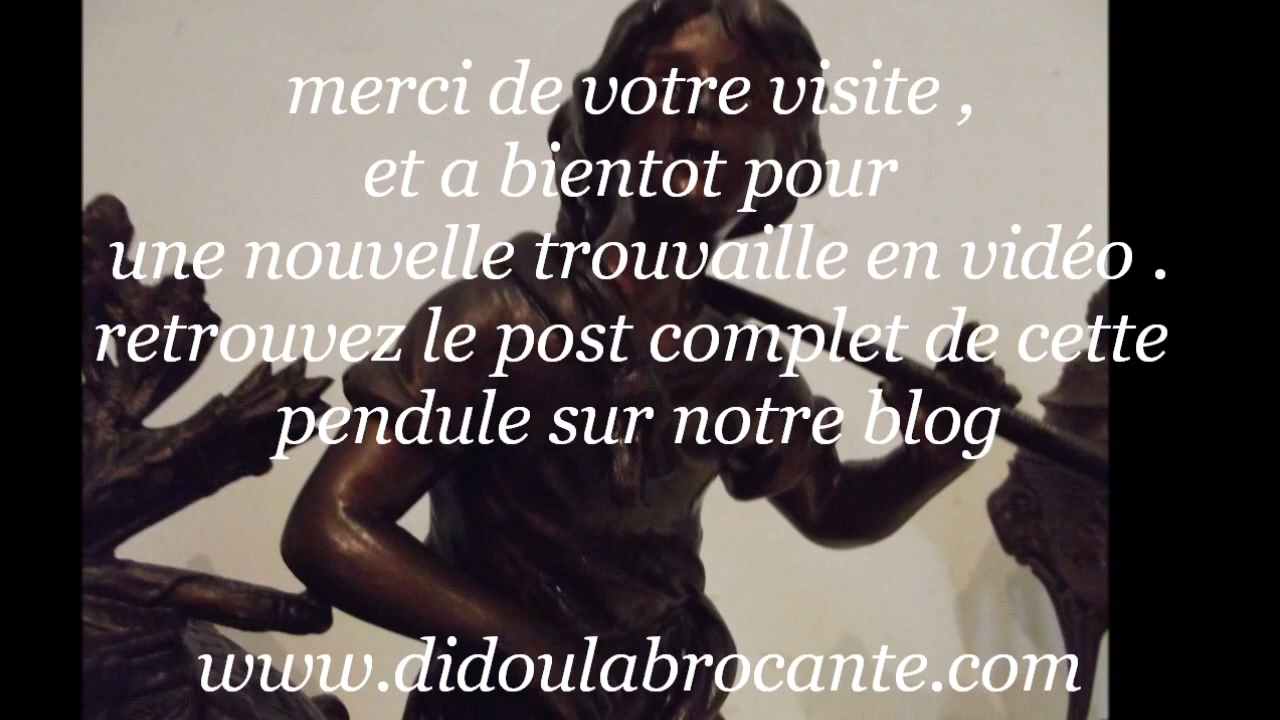 merci de votre visite ,
et a bientot pour
une nouvelle trouvaille en vidéo .
retrouvez le post complet de cette
pendule sur notre blog
www.didoulabrocante.com